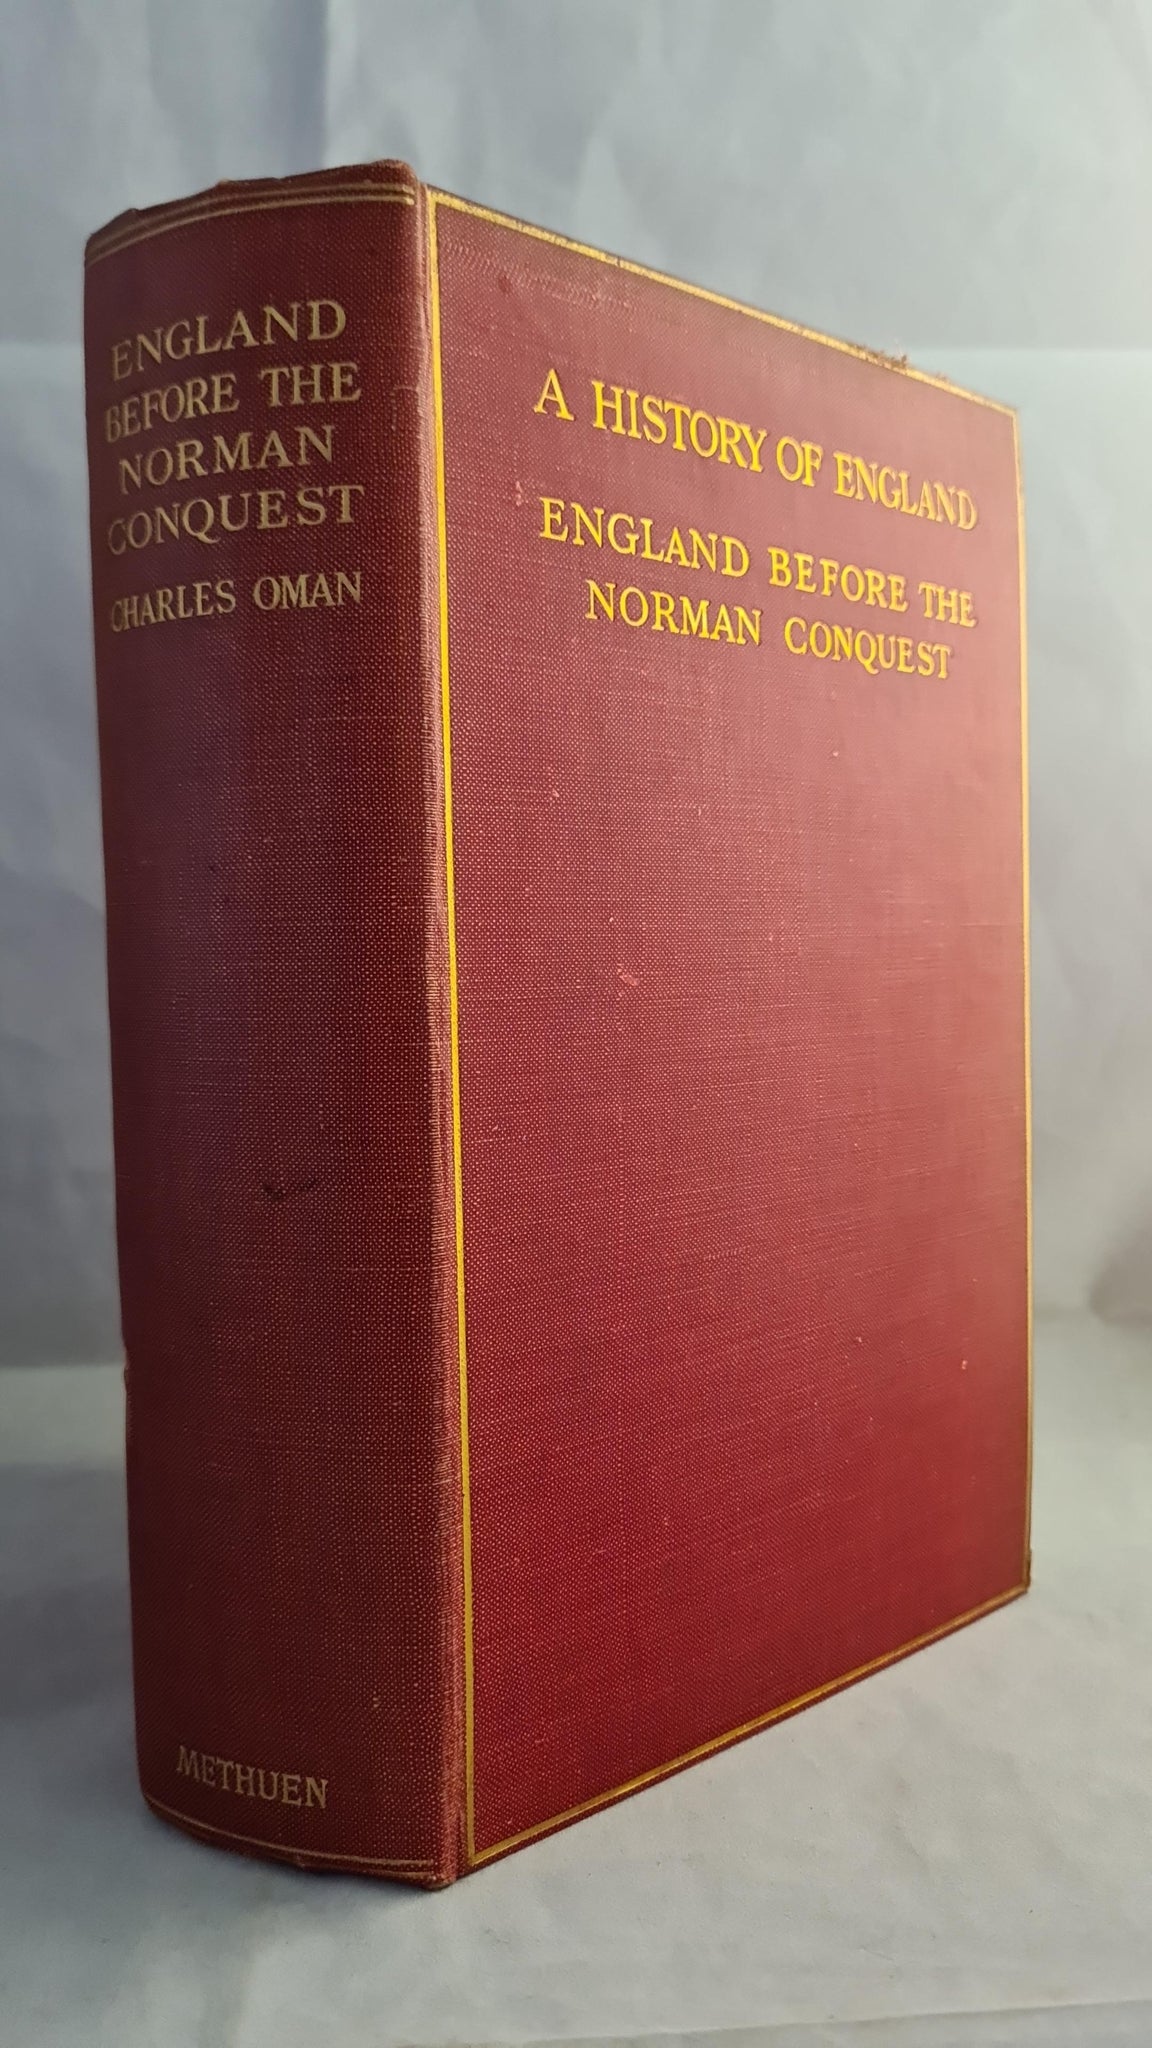 ENGLAND
BEFORE THE
NORMAN
CONQUEST
CHARLES OMAN
METHUEN
A HISTORY OF ENGLAND
ENGLAND BEFORE THE
NORMAN CONQUEST